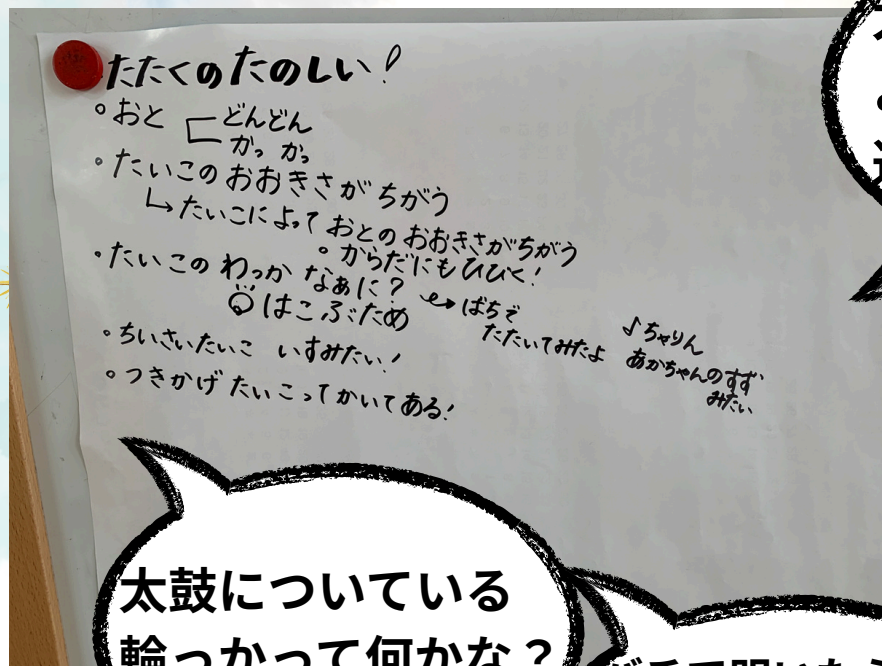 たたくのたのしい!
。おと どんどん
かっ かっ
。たいこのおおきさがちがう
↳たいこによっておとのおおきさがちがう
。からだにもひびく!
。たいこのわっかなあに?
はこぶため
→ばちで
たたいてみたよ
♪ちゃりん
あかちゃんのすず
みたい
。ちいさいたいこ いすみたい!
。つきかげたいこってかいてある!
太鼓についている
輪っかって何かな?